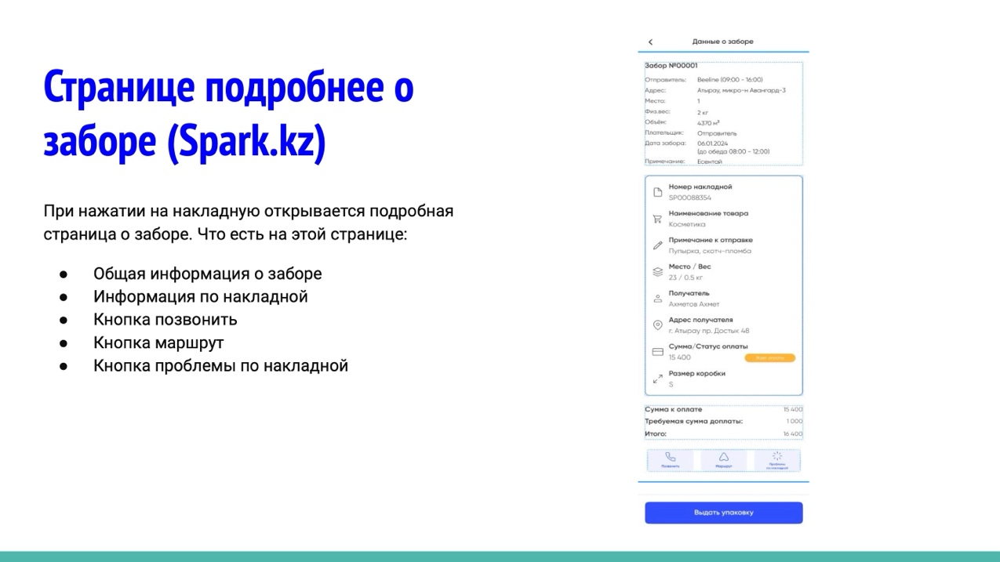 Странице подробнее о
заборе (Spark.kz)
При нажатии на накладную открывается подробная
страница о заборе. Что есть на этой странице:
● Общая информация о заборе
● Информация по накладной
● Кнопка позвонить
● Кнопка маршрут
● Кнопка проблемы по накладной
Данные о заборе
Забор №00001
Отправитель: Beeline (09:00 - 16:00)
Адрес: Атырау, микро-н Авангард-3
Место: 1
Физ.вес: 2 кг
Объём: 4370 м³
Плательщик: Отправитель
Дата забора: 06.01.2024
(до обеда 08:00 - 12:00)
Примечание: Есентай
Номер накладной
SP00088354
Наименование товара
Косметика
Примечание к отправке
Пупырка, скотч-пломба
Место / Вес
23 / 0.5 кг
Получатель
Ахметов Ахмет
Адрес получателя
г. Атырау пр. Достык 48
Сумма/Статус оплаты
15 400
Размер коробки
S
Сумма к оплате 15 400
Требуемая сумма доплаты: 1 000
Итого: 16 400
Позвонить Маршрут Проблемы
по накладной
Выдать упаковку